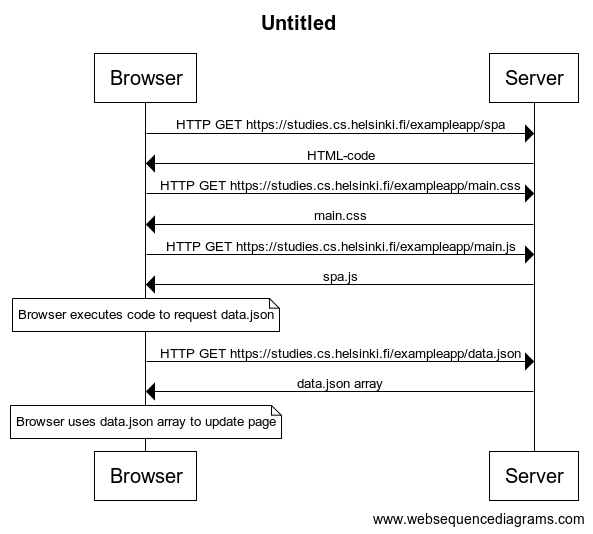 Untitled
Browser Server
HTTP GET https://studies.cs.helsinki.fi/exampleapp/spa
HTML-code
HTTP GET https://studies.cs.helsinki.fi/exampleapp/main.css
main.css
HTTP GET https://studies.cs.helsinki.fi/exampleapp/main.js
spa.js
Browser executes code to request data.json
HTTP GET https://studies.cs.helsinki.fi/exampleapp/data.json
data.json array
Browser uses data.json array to update page
Browser Server
www.websequencediagrams.com